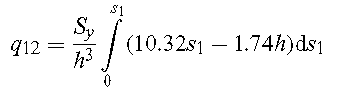 q₁₂ = S_y/h³ ∫₀^{s₁} (10.32s₁ − 1.74h)ds₁